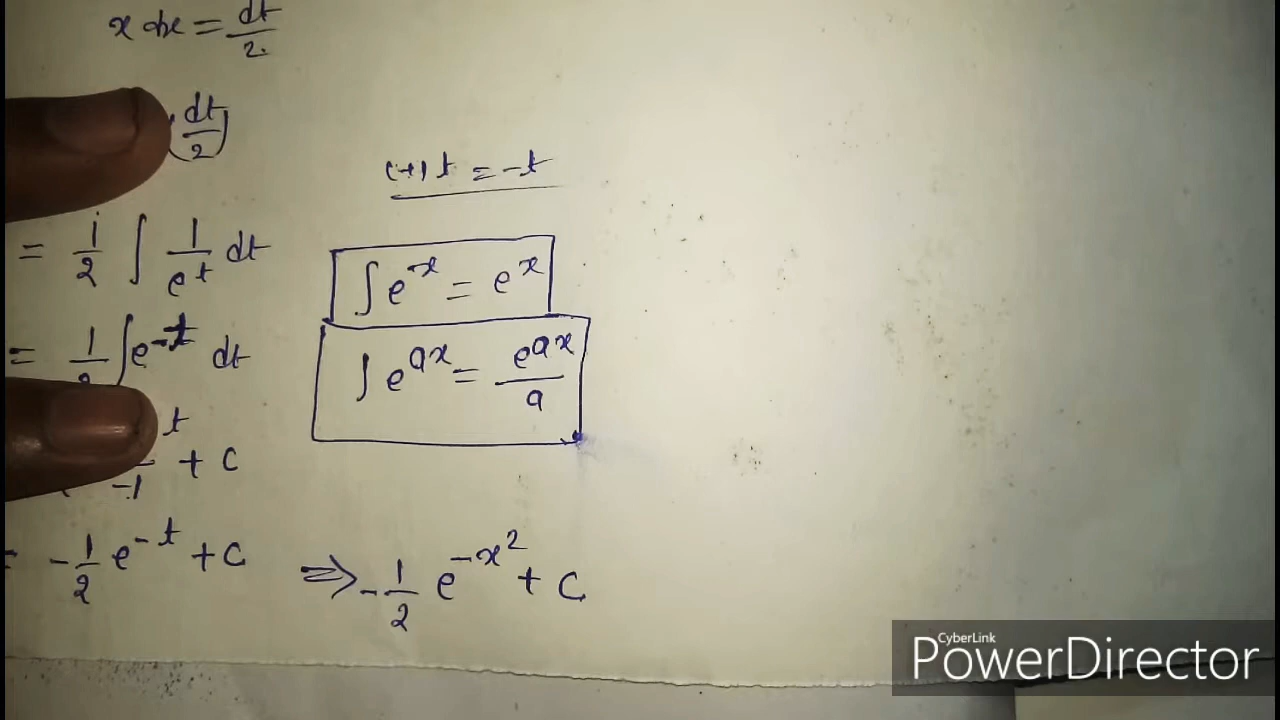 x dx = dt/2
(dt/2)
(-1) t = -t
= 1/2 ∫ 1/e^t dt
∫ e^-x = e^x
= 1/2 ∫ e^-t dt
∫ e^ax = e^ax/a
t
-1 + c
= -1/2 e^-t + c ⇒ -1/2 e^-x² + c
CyberLink
PowerDirector